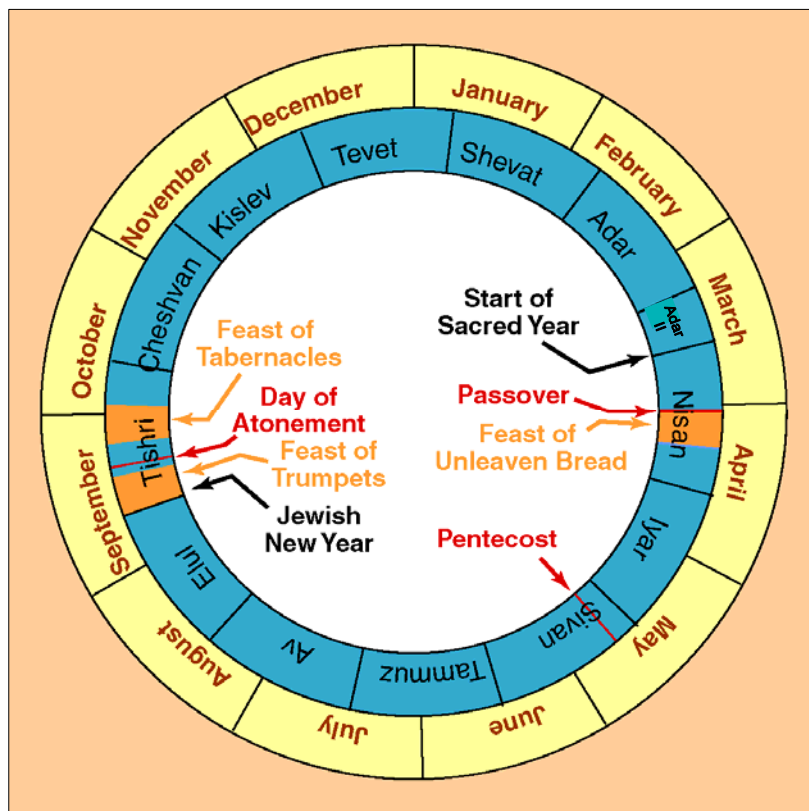 January
February
March
April
May
June
July
August
September
October
November
December
Tevet
Shevat
Adar
Adar
II
Nisan
Iyar
Sivan
Tammuz
Av
Elul
Tishri
Cheshvan
Kislev
Start of
Sacred Year
Passover
Feast of
Unleaven Bread
Pentecost
Feast of
Tabernacles
Day of
Atonement
Feast of
Trumpets
Jewish
New Year